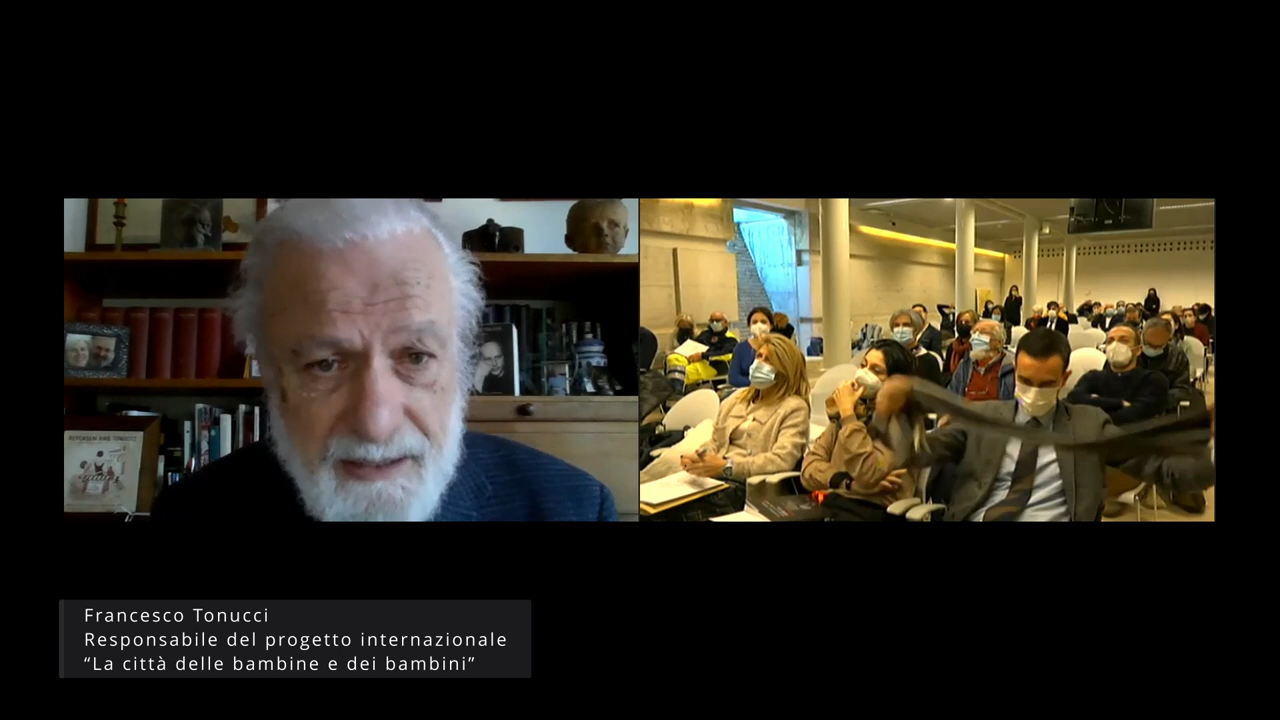 Francesco Tonucci
Responsabile del progetto internazionale
“La città delle bambine e dei bambini”